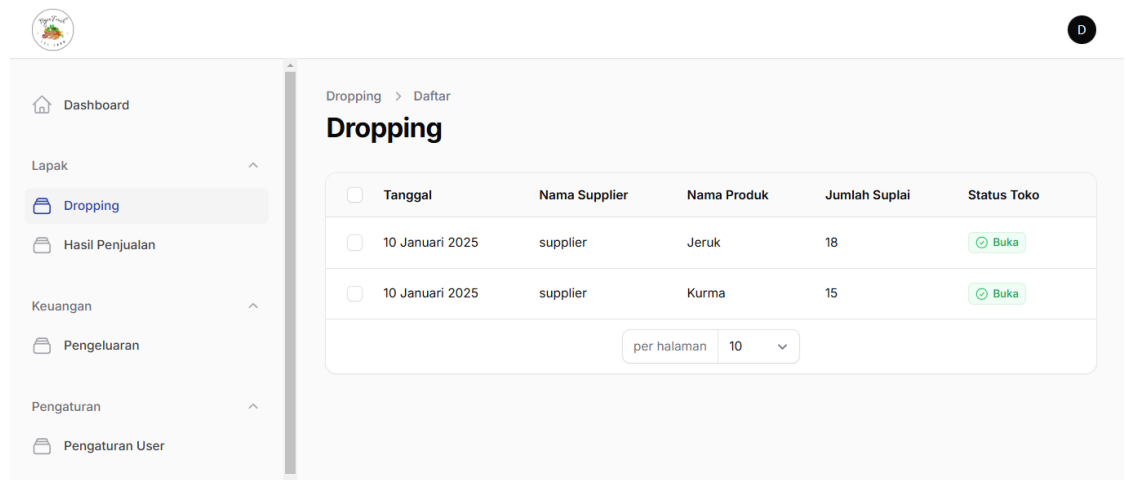 D
Dashboard
Lapak
Dropping
Hasil Penjualan
Keuangan
Pengeluaran
Pengaturan
Pengaturan User
Dropping > Daftar
Dropping
Tanggal Nama Supplier Nama Produk Jumlah Suplai Status Toko
10 Januari 2025 supplier Jeruk 18 Buka
10 Januari 2025 supplier Kurma 15 Buka
per halaman 10